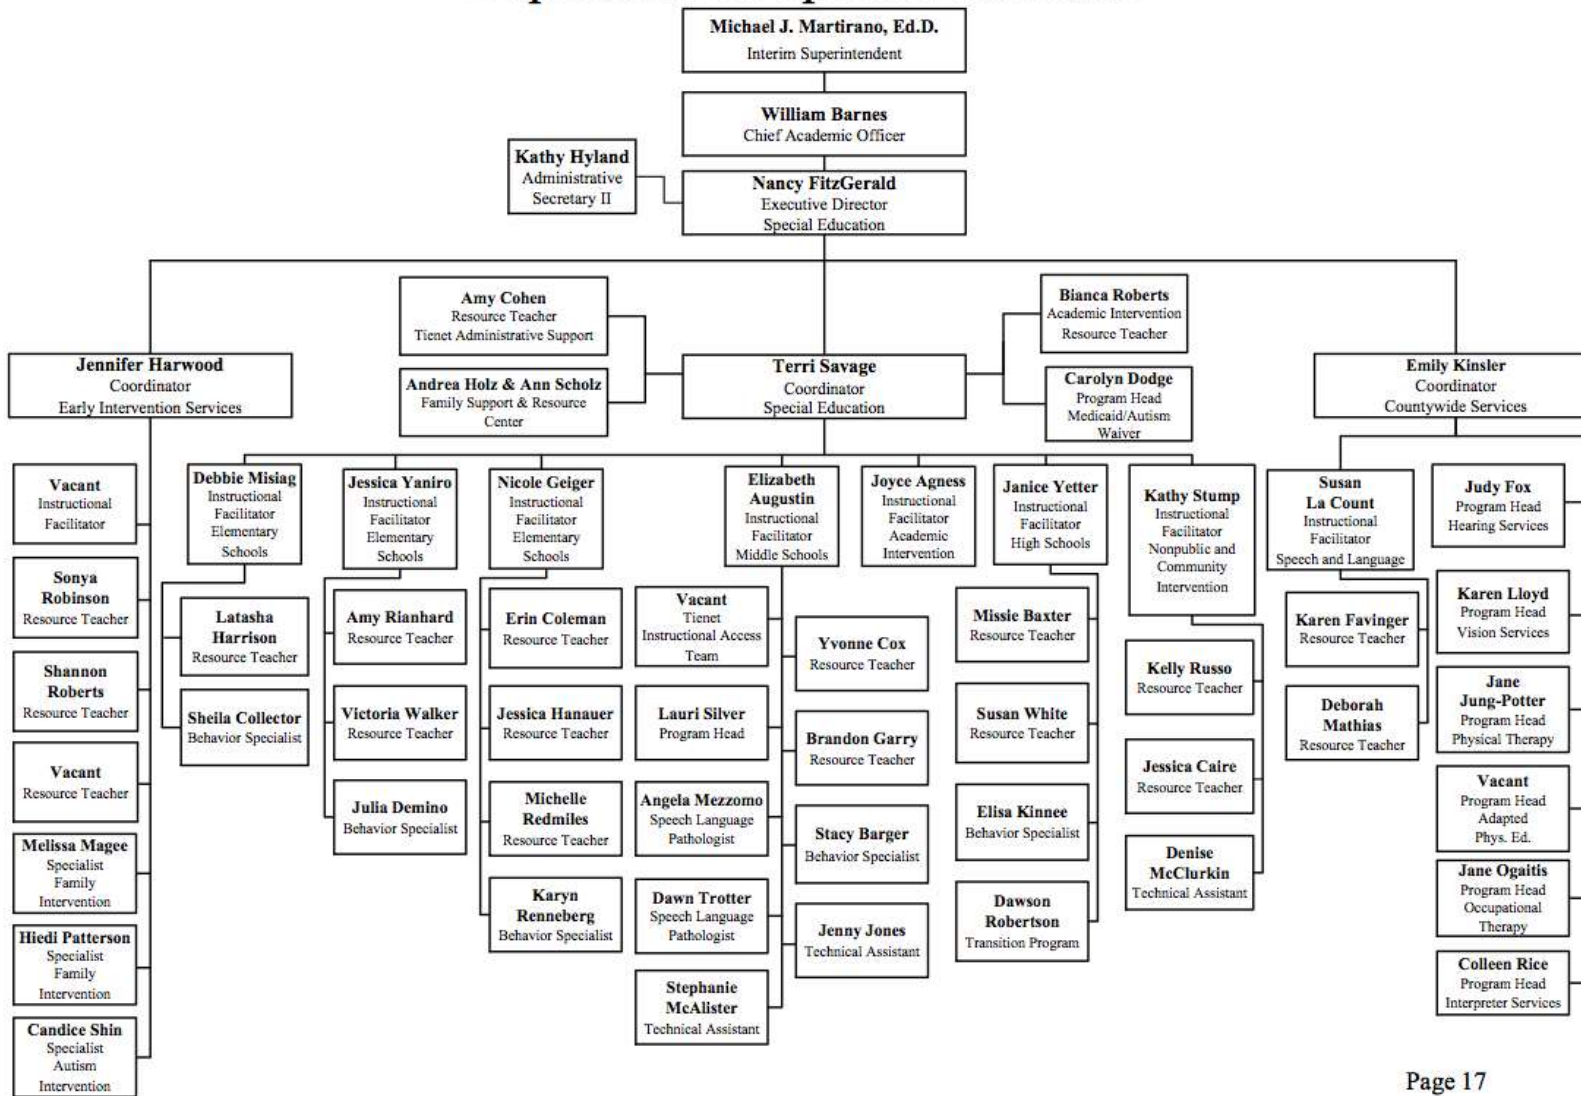 Michael J. Martirano, Ed.D.
Interim Superintendent
William Barnes
Chief Academic Officer
Kathy Hyland
Administrative
Secretary II
Nancy FitzGerald
Executive Director
Special Education
Amy Cohen
Resource Teacher
Tienet Administrative Support
Bianca Roberts
Academic Intervention
Resource Teacher
Jennifer Harwood
Coordinator
Early Intervention Services
Andrea Holz & Ann Scholz
Family Support & Resource
Center
Terri Savage
Coordinator
Special Education
Carolyn Dodge
Program Head
Medicaid/Autism
Waiver
Emily Kinsler
Coordinator
Countywide Services
Vacant
Instructional
Facilitator
Sonya
Robinson
Resource Teacher
Shannon
Roberts
Resource Teacher
Vacant
Resource Teacher
Melissa Magee
Specialist
Family
Intervention
Hiedi Patterson
Specialist
Family
Intervention
Candice Shin
Specialist
Autism
Intervention
Debbie Misiag
Instructional
Facilitator
Elementary
Schools
Latasha
Harrison
Resource Teacher
Sheila Collector
Behavior Specialist
Jessica Yaniro
Instructional
Facilitator
Elementary
Schools
Amy Rianhard
Resource Teacher
Victoria Walker
Resource Teacher
Julia Demino
Behavior Specialist
Nicole Geiger
Instructional
Facilitator
Elementary
Schools
Erin Coleman
Resource Teacher
Jessica Hanauer
Resource Teacher
Michelle
Redmiles
Resource Teacher
Karyn
Renneberg
Behavior Specialist
Elizabeth
Augustin
Instructional
Facilitator
Middle Schools
Vacant
Tienet
Instructional Access
Team
Lauri Silver
Program Head
Angela Mezzomo
Speech Language
Pathologist
Dawn Trotter
Speech Language
Pathologist
Stephanie
McAlister
Technical Assistant
Yvonne Cox
Resource Teacher
Brandon Garry
Resource Teacher
Stacy Barger
Behavior Specialist
Jenny Jones
Technical Assistant
Joyce Agness
Instructional
Facilitator
Academic
Intervention
Janice Yetter
Instructional
Facilitator
High Schools
Missie Baxter
Resource Teacher
Susan White
Resource Teacher
Elisa Kinnee
Behavior Specialist
Dawson
Robertson
Transition Program
Kathy Stump
Instructional
Facilitator
Nonpublic and
Community
Intervention
Kelly Russo
Resource Teacher
Jessica Caire
Resource Teacher
Denise
McClurkin
Technical Assistant
Susan
La Count
Instructional
Facilitator
Speech and Language
Karen Favinger
Resource Teacher
Deborah
Mathias
Resource Teacher
Judy Fox
Program Head
Hearing Services
Karen Lloyd
Program Head
Vision Services
Jane
Jung-Potter
Program Head
Physical Therapy
Vacant
Program Head
Adapted
Phys. Ed.
Jane Ogaitis
Program Head
Occupational
Therapy
Colleen Rice
Program Head
Interpreter Services
Page 17